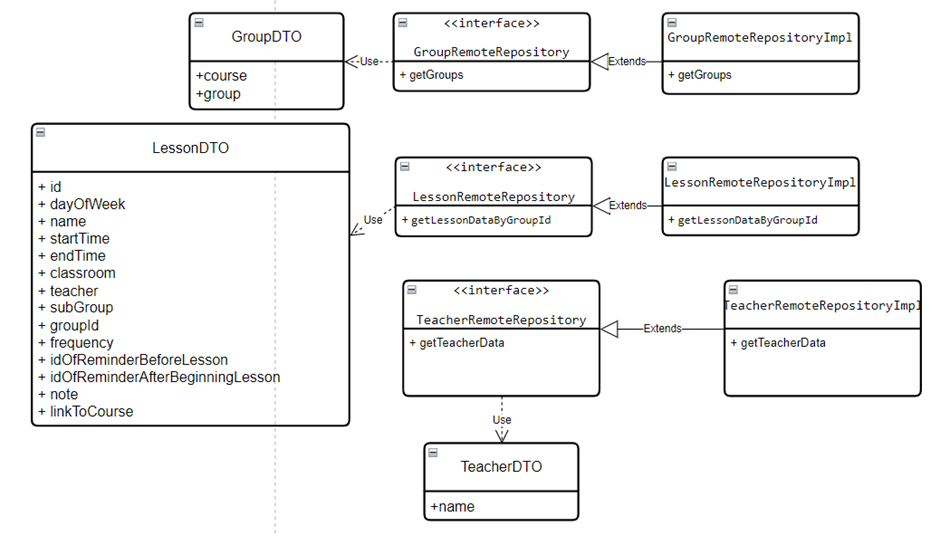 GroupDTO
+course
+group
Use
<<interface>>
GroupRemoteRepository
+ getGroups
Extends
GroupRemoteRepositoryImpl
+ getGroups
LessonDTO
+ id
+ dayOfWeek
+ name
+ startTime
+ endTime
+ classroom
+ teacher
+ subGroup
+ groupId
+ frequency
+ idOfReminderBeforeLesson
+ idOfReminderAfterBeginningLesson
+ note
+ linkToCourse
Use
<<interface>>
LessonRemoteRepository
+ getLessonDataByGroupId
Extends
LessonRemoteRepositoryImpl
+ getLessonDataByGroupId
<<interface>>
TeacherRemoteRepository
+ getTeacherData
Extends
TeacherRemoteRepositoryImpl
+ getTeacherData
Use
TeacherDTO
+name